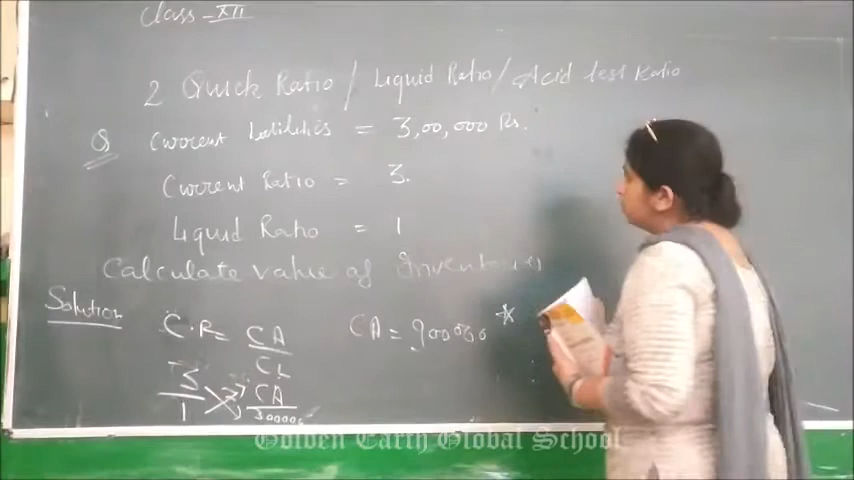 Class - XII
2 Quick Ratio / Liquid Ratio / Acid test Ratio
Q Current Liabilities = 3,00,000 Rs.
Current Ratio = 3.
Liquid Ratio = 1
Calculate value of Inventories
Solution C.R = CA / CL CA = 900000 *
3 / 1 CA / 300000
Golden Earth Global School